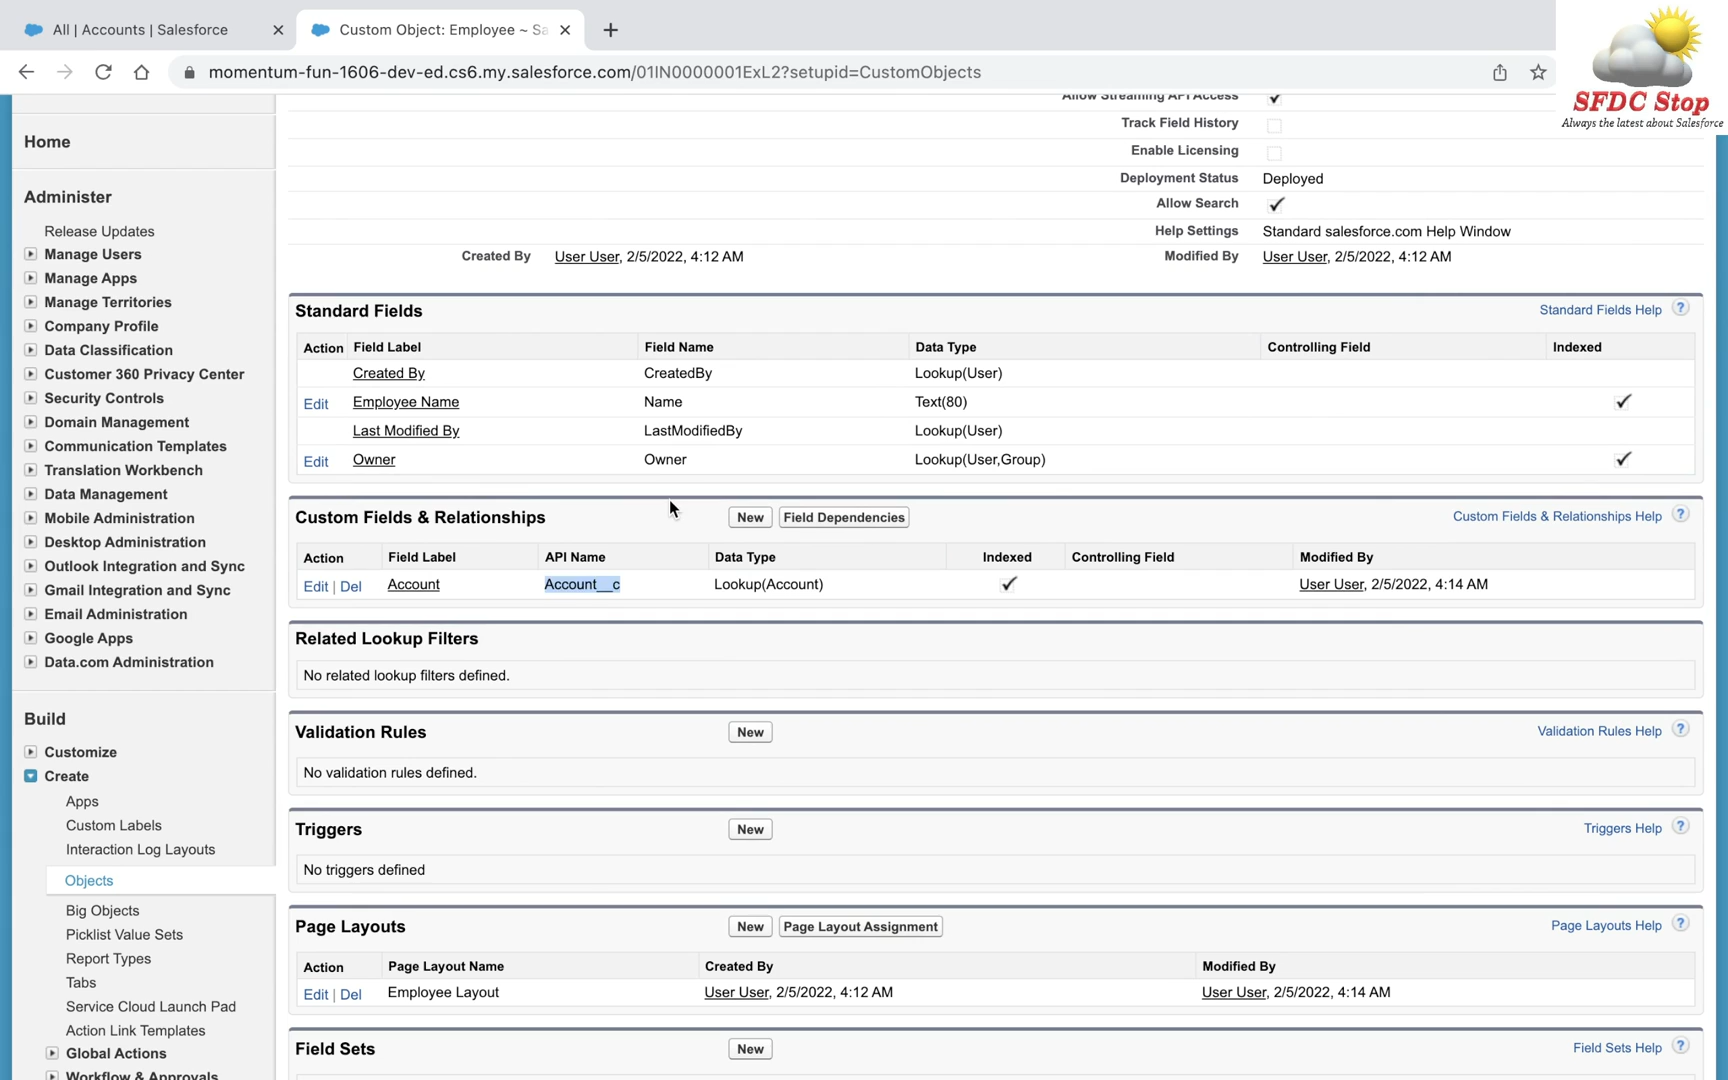 All | Accounts | Salesforce
Custom Object: Employee ~ Sa
momentum-fun-1606-dev-ed.cs6.my.salesforce.com/01IN0000001ExL2?setupid=CustomObjects
SFDC Stop
Always the latest about Salesforce
Home
Administer
Release Updates
Manage Users
Manage Apps
Manage Territories
Company Profile
Data Classification
Customer 360 Privacy Center
Security Controls
Domain Management
Communication Templates
Translation Workbench
Data Management
Mobile Administration
Desktop Administration
Outlook Integration and Sync
Gmail Integration and Sync
Email Administration
Google Apps
Data.com Administration
Build
Customize
Create
Apps
Custom Labels
Interaction Log Layouts
Objects
Big Objects
Picklist Value Sets
Report Types
Tabs
Service Cloud Launch Pad
Action Link Templates
Global Actions
Workflow & Approvals
Allow Streaming API Access
Track Field History
Enable Licensing
Deployment Status Deployed
Allow Search
Help Settings Standard salesforce.com Help Window
Created By User User, 2/5/2022, 4:12 AM Modified By User User, 2/5/2022, 4:12 AM
Standard Fields Standard Fields Help ?
Action Field Label Field Name Data Type Controlling Field Indexed
Created By CreatedBy Lookup(User)
Edit Employee Name Name Text(80)
Last Modified By LastModifiedBy Lookup(User)
Edit Owner Owner Lookup(User,Group)
Custom Fields & Relationships New Field Dependencies Custom Fields & Relationships Help ?
Action Field Label API Name Data Type Indexed Controlling Field Modified By
Edit | Del Account Account__c Lookup(Account) User User, 2/5/2022, 4:14 AM
Related Lookup Filters
No related lookup filters defined.
Validation Rules New Validation Rules Help ?
No validation rules defined.
Triggers New Triggers Help ?
No triggers defined
Page Layouts New Page Layout Assignment Page Layouts Help ?
Action Page Layout Name Created By Modified By
Edit | Del Employee Layout User User, 2/5/2022, 4:12 AM User User, 2/5/2022, 4:14 AM
Field Sets New Field Sets Help ?